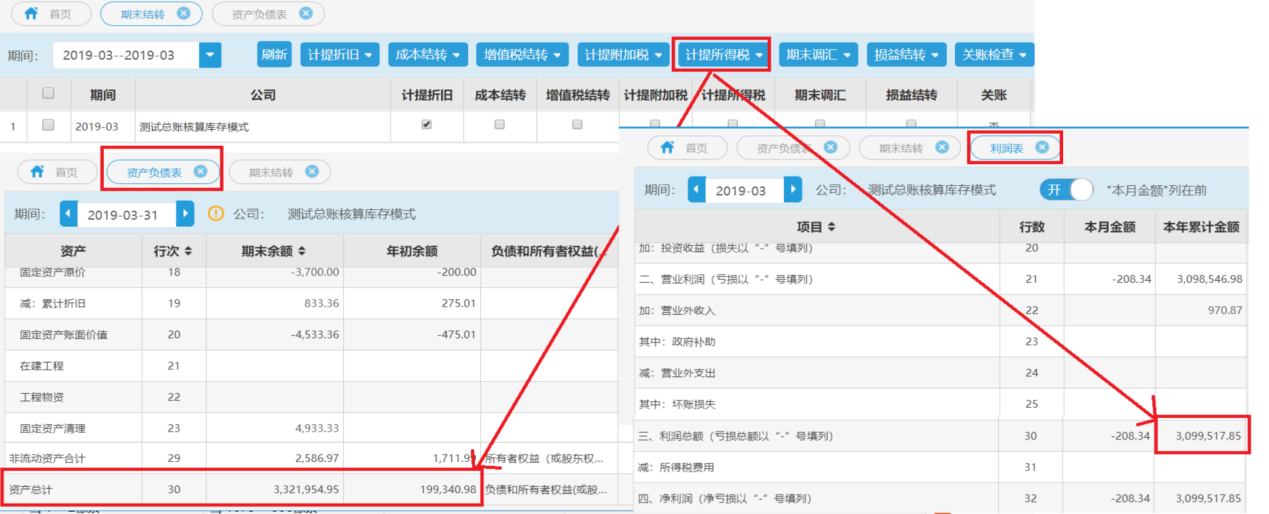 首页 期末结转 资产负债表
期间： 2019-03--2019-03 刷新 计提折旧 成本结转 增值税结转 计提附加税 计提所得税 期末调汇 损益结转 关账检查
期间 公司 计提折旧 成本结转 增值税结转 计提附加税 计提所得税 期末调汇 损益结转 关账
1 2019-03 测试总账核算库存模式
首页 资产负债表 期末结转
期间： 2019-03-31 公司： 测试总账核算库存模式
资产 行次 期末余额 年初余额 负债和所有者权益(...
固定资产原价 18 -3,700.00 -200.00
减：累计折旧 19 833.36 275.01
固定资产账面价值 20 -4,533.36 -475.01
在建工程 21
工程物资 22
固定资产清理 23 4,933.33
非流动资产合计 29 2,586.97 1,711.99 所有者权益（或股东权...
资产总计 30 3,321,954.95 199,340.98 负债和所有者权益(或股...
首页 资产负债表 期末结转 利润表
期间： 2019-03 公司： 测试总账核算库存模式 开 "本月金额"列在前
项目 行数 本月金额 本年累计金额
加：投资收益（损失以“-”号填列） 20
二、营业利润（亏损以“-”号填列） 21 -208.34 3,098,546.98
加：营业外收入 22 970.87
其中：政府补助 23
减：营业外支出 24
其中：坏账损失 25
三、利润总额（亏损总额以“-”号填列） 30 -208.34 3,099,517.85
减：所得税费用 31
四、净利润（净亏损以“-”号填列） 32 -208.34 3,099,517.85